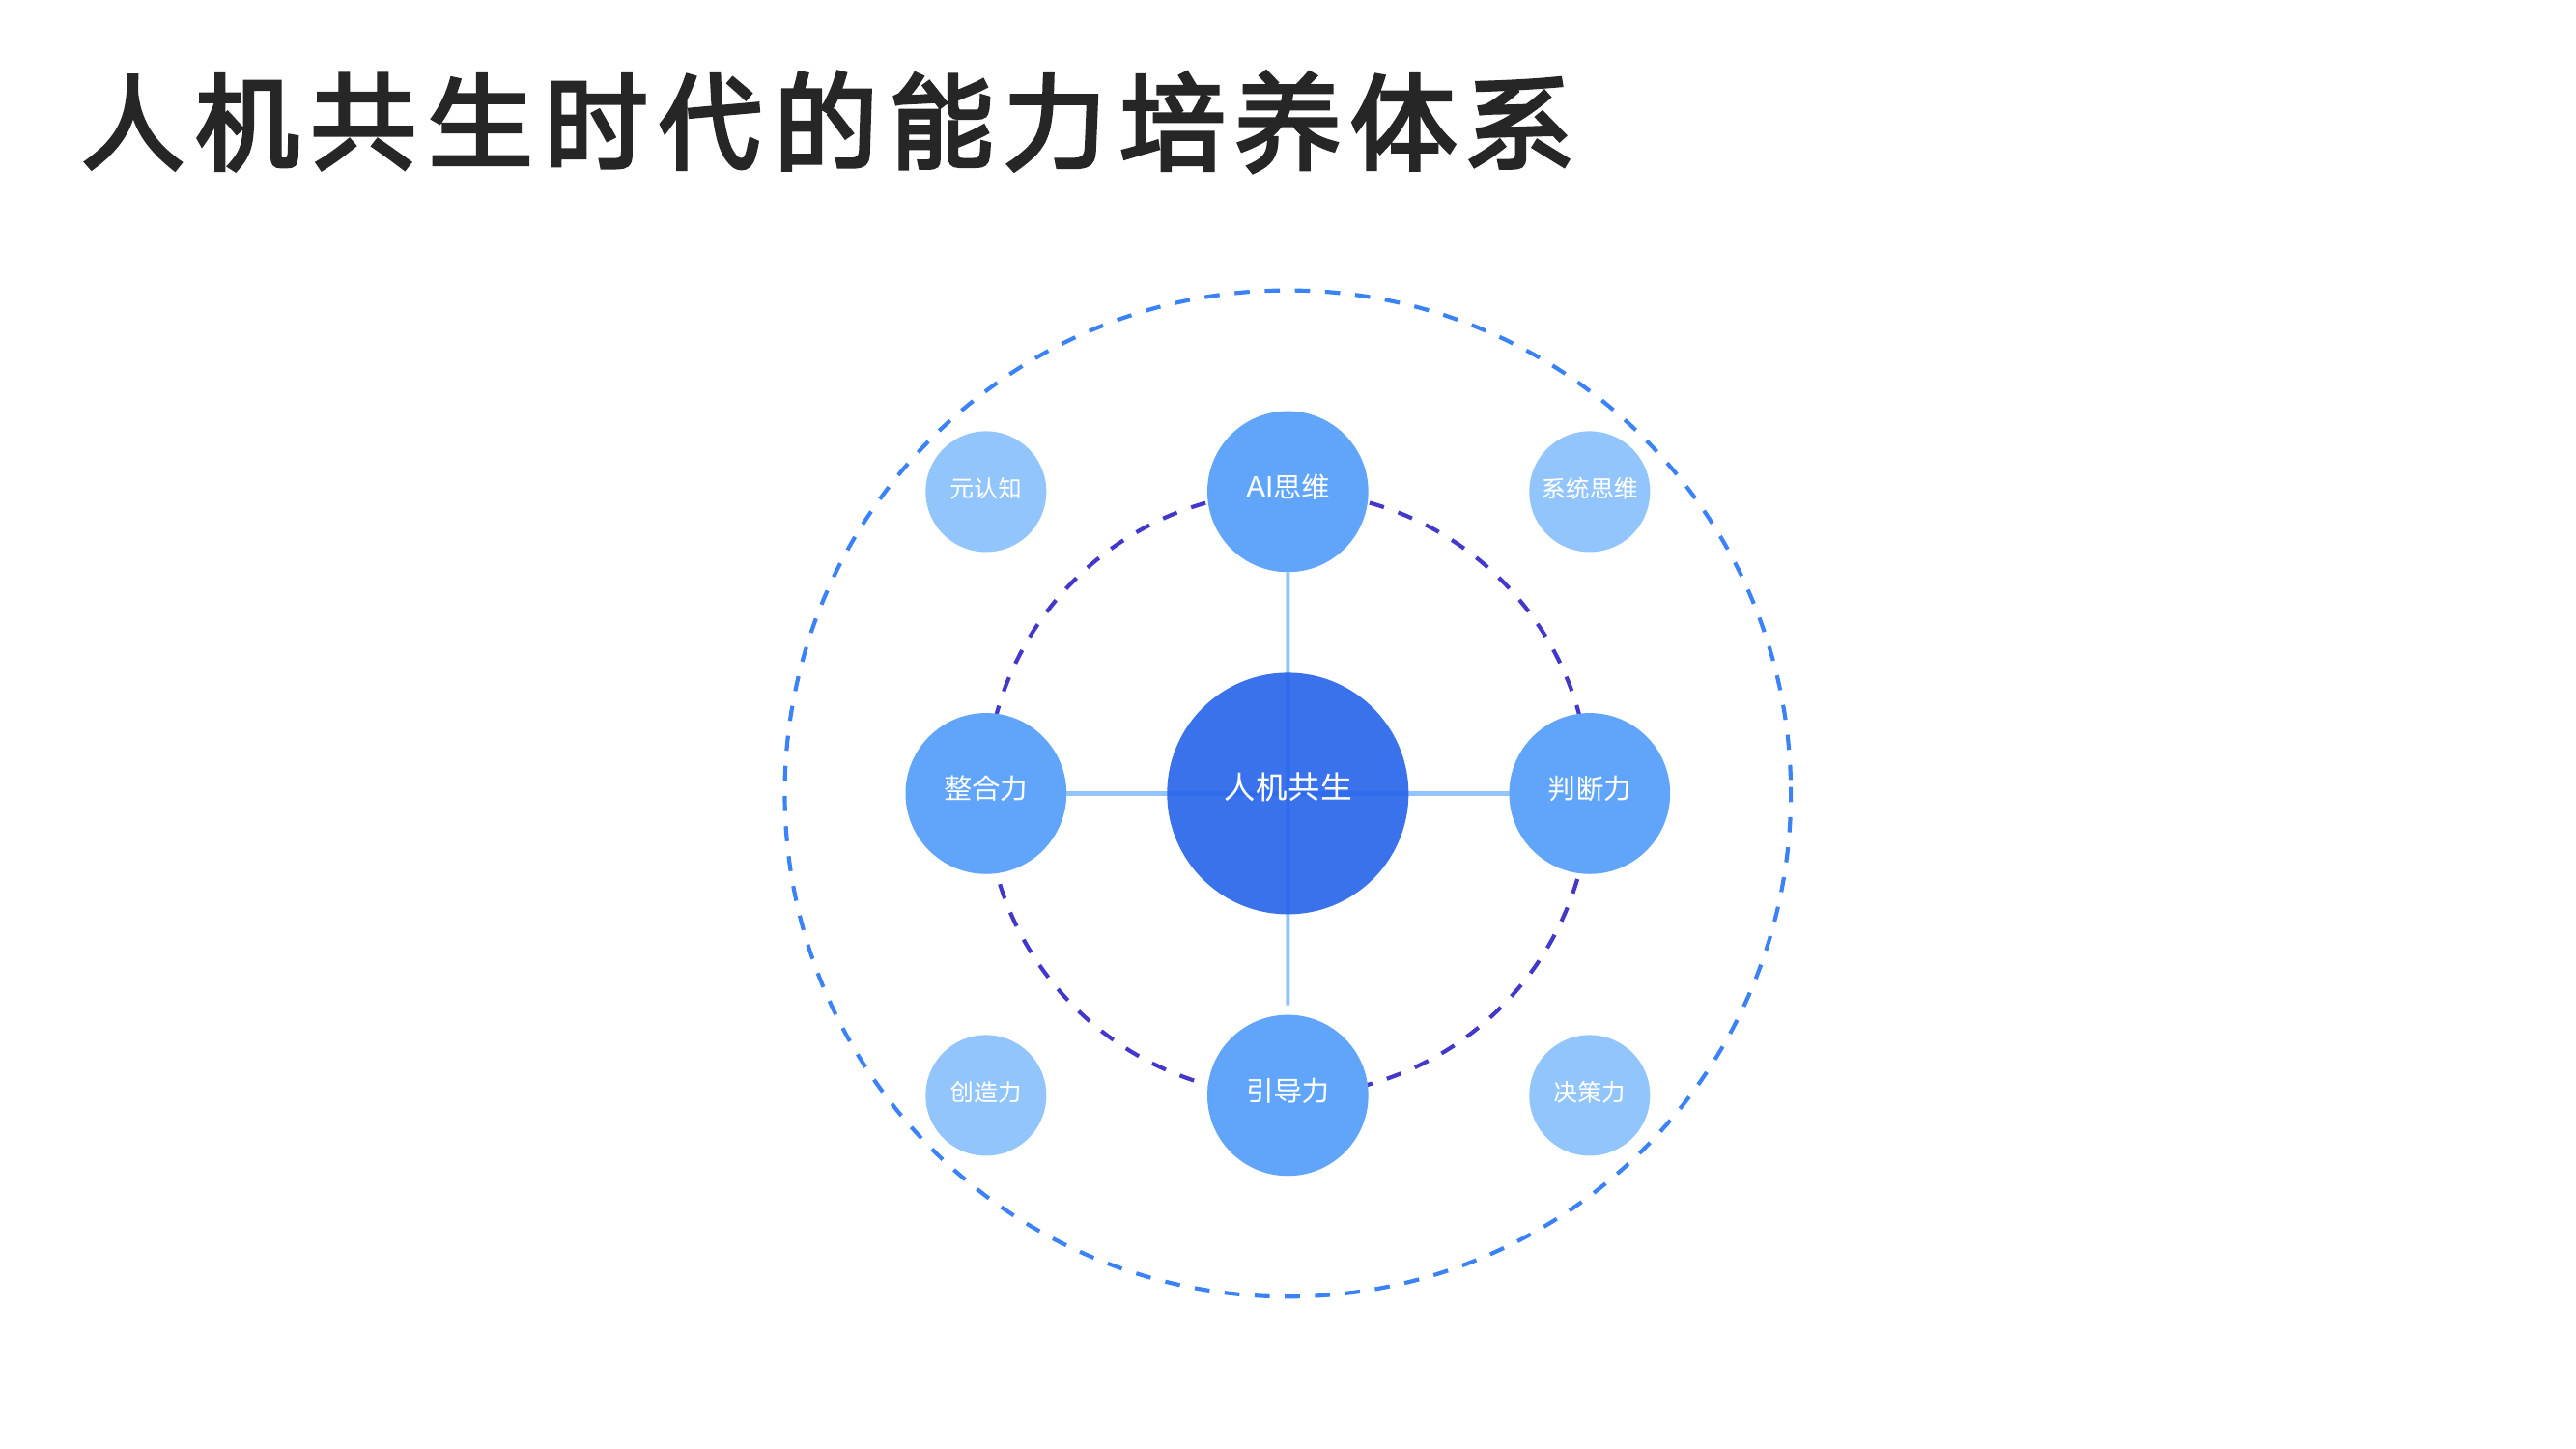 人机共生时代的能力培养体系
元认知
AI思维
系统思维
整合力
人机共生
判断力
创造力
引导力
决策力